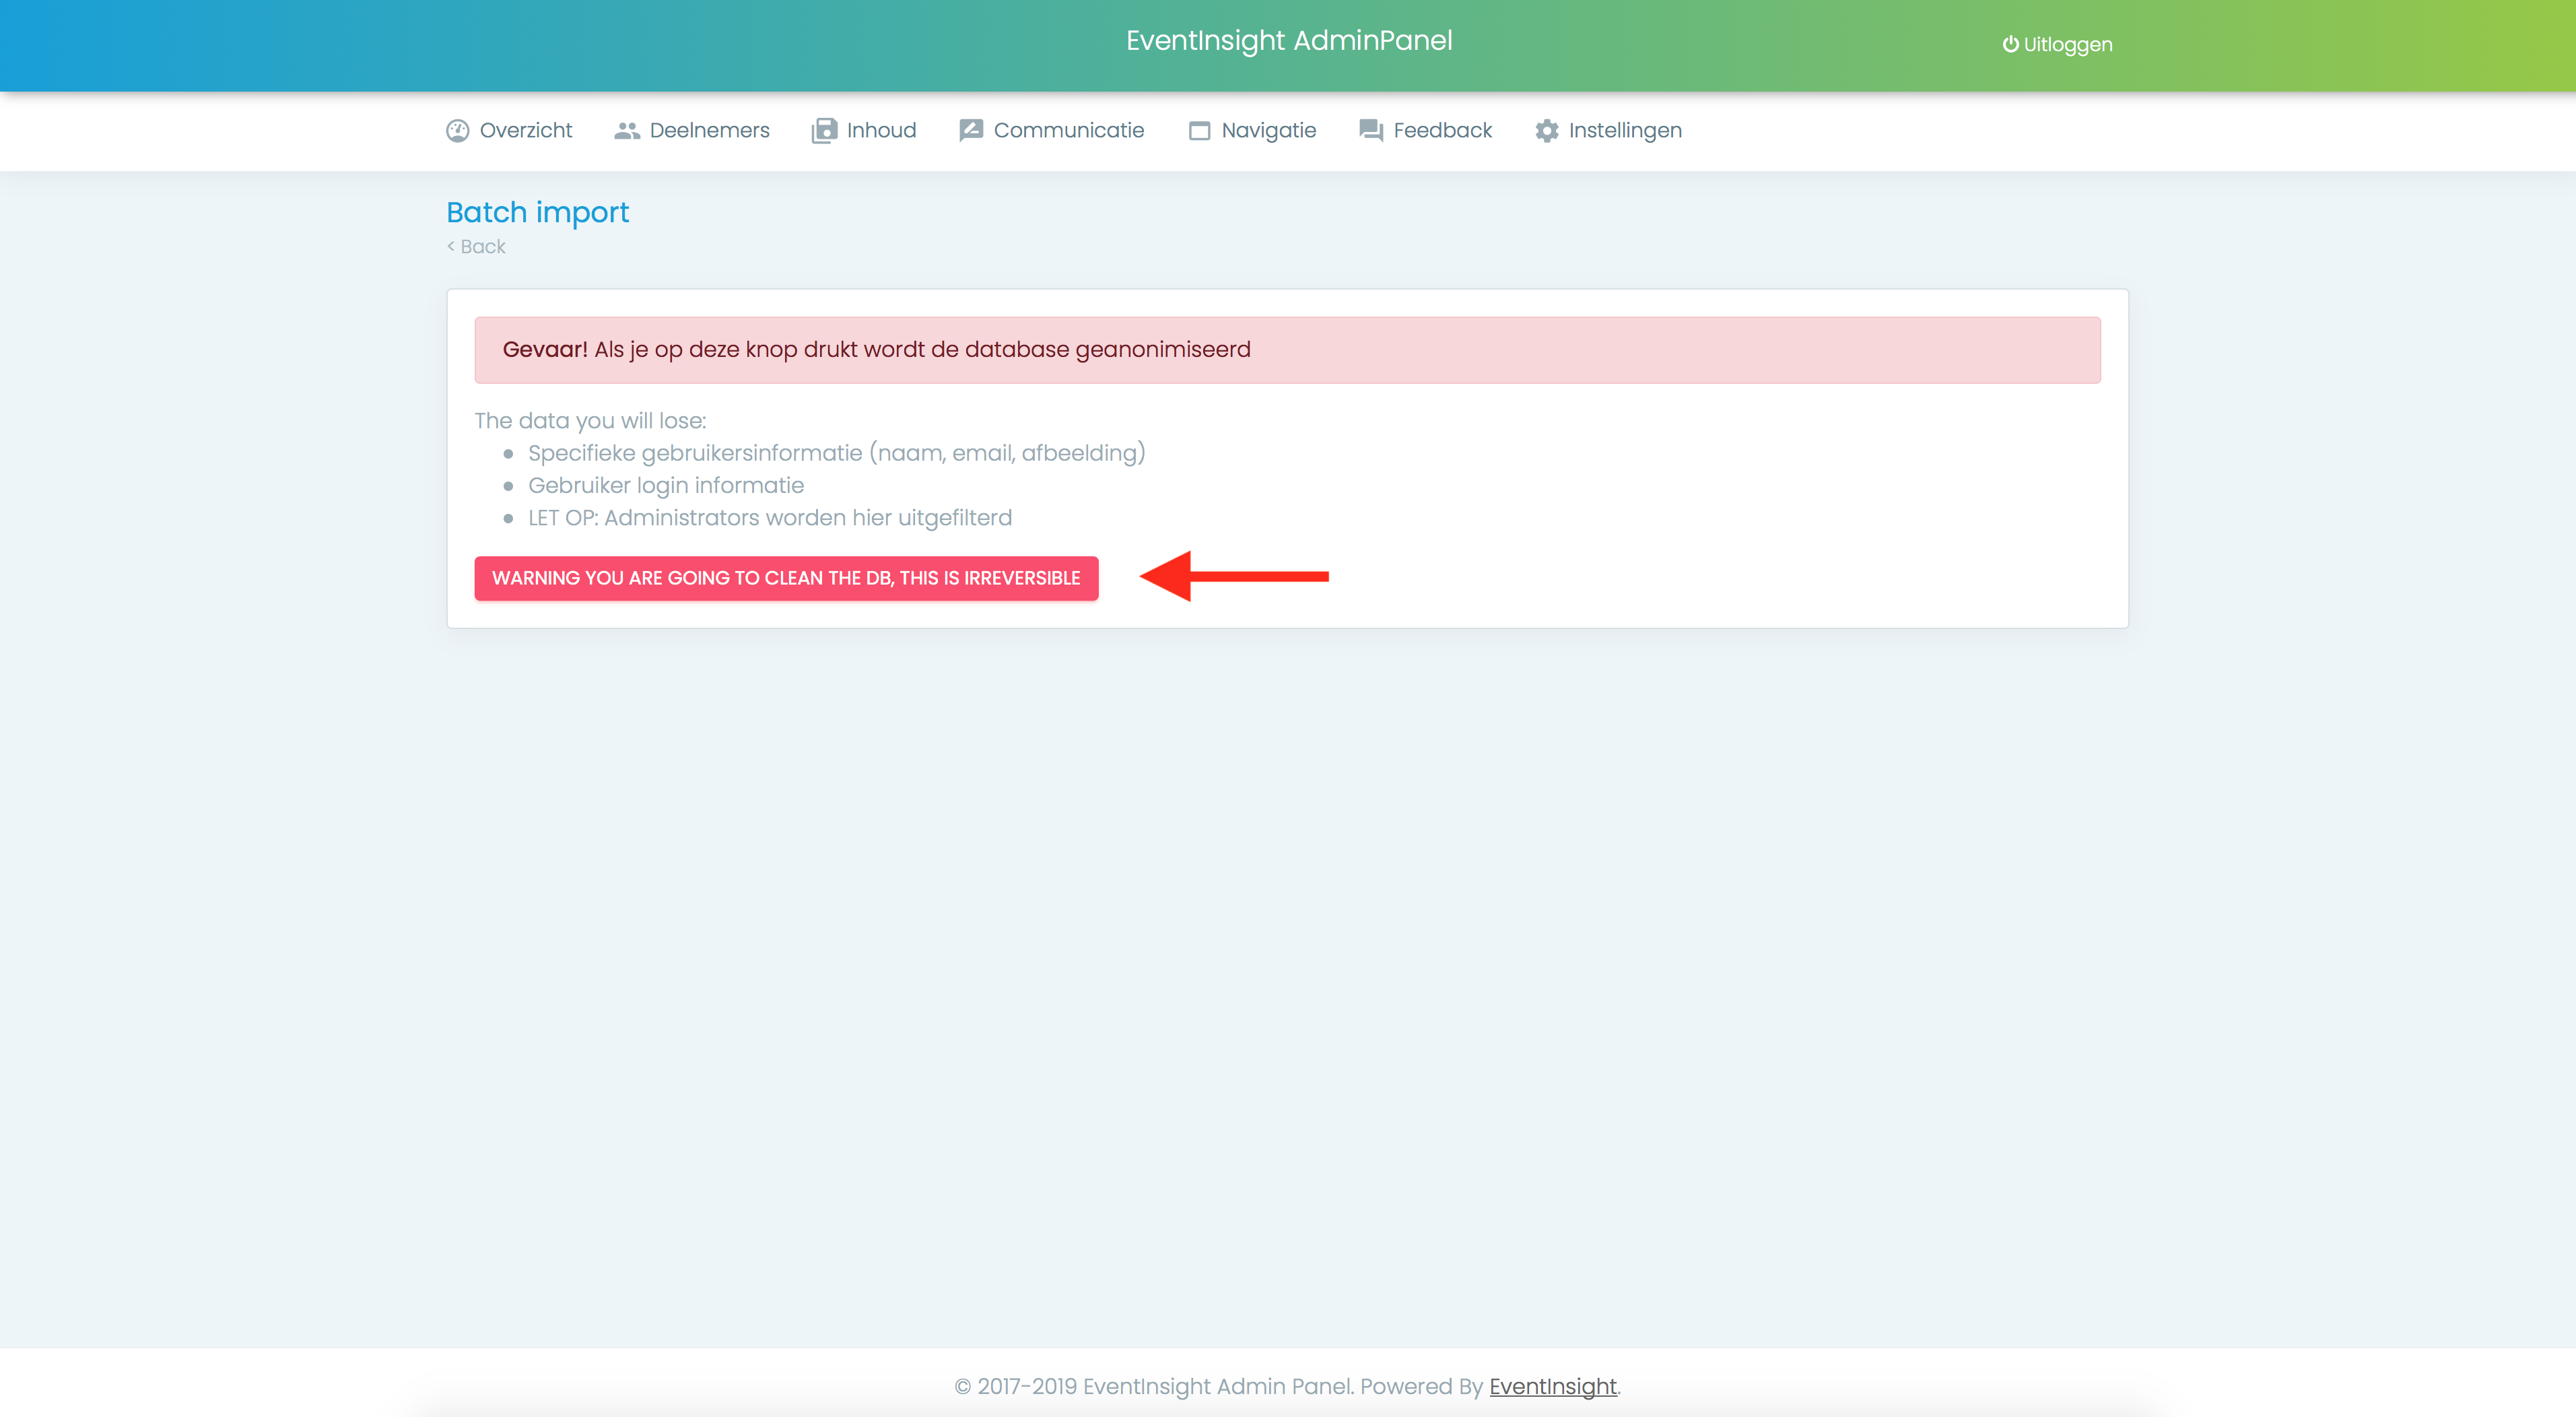 EventInsight AdminPanel
Uitloggen
Overzicht
Deelnemers
Inhoud
Communicatie
Navigatie
Feedback
Instellingen
Batch import
< Back
Gevaar! Als je op deze knop drukt wordt de database geanonimiseerd
The data you will lose:
Specifieke gebruikersinformatie (naam, email, afbeelding)
Gebruiker login informatie
LET OP: Administrators worden hier uitgefilterd
WARNING YOU ARE GOING TO CLEAN THE DB, THIS IS IRREVERSIBLE
© 2017-2019 EventInsight Admin Panel. Powered By EventInsight.